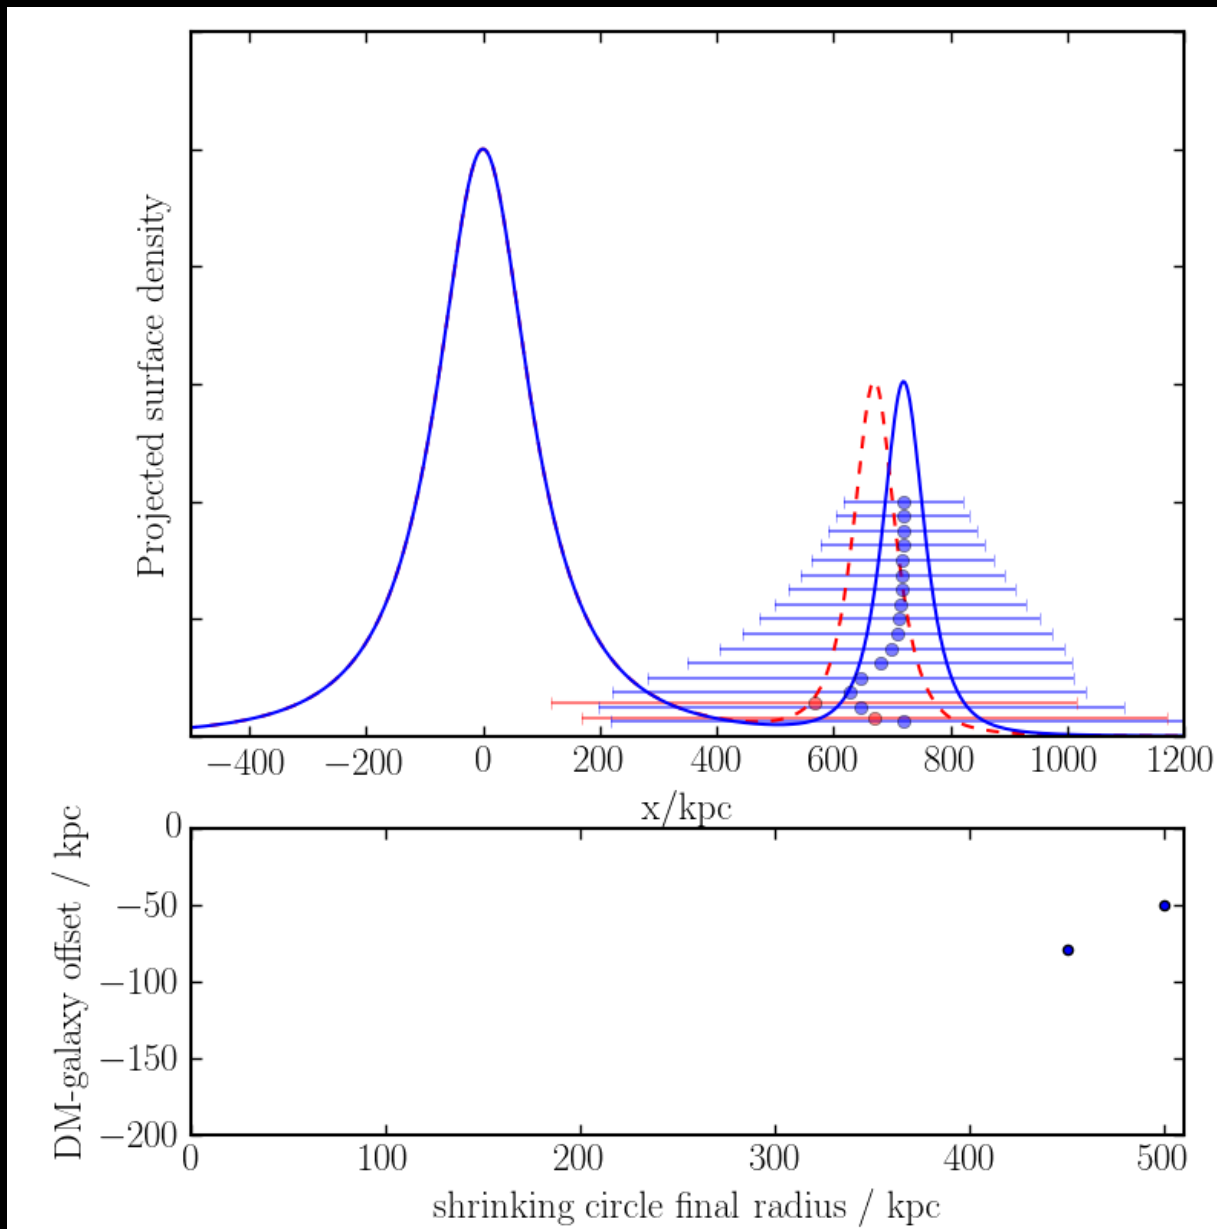 Projected surface density
−400 −200 0 200 400 600 800 1000 1200
x/kpc
DM-galaxy offset / kpc
0
−50
−100
−150
−200
0 100 200 300 400 500
shrinking circle final radius / kpc